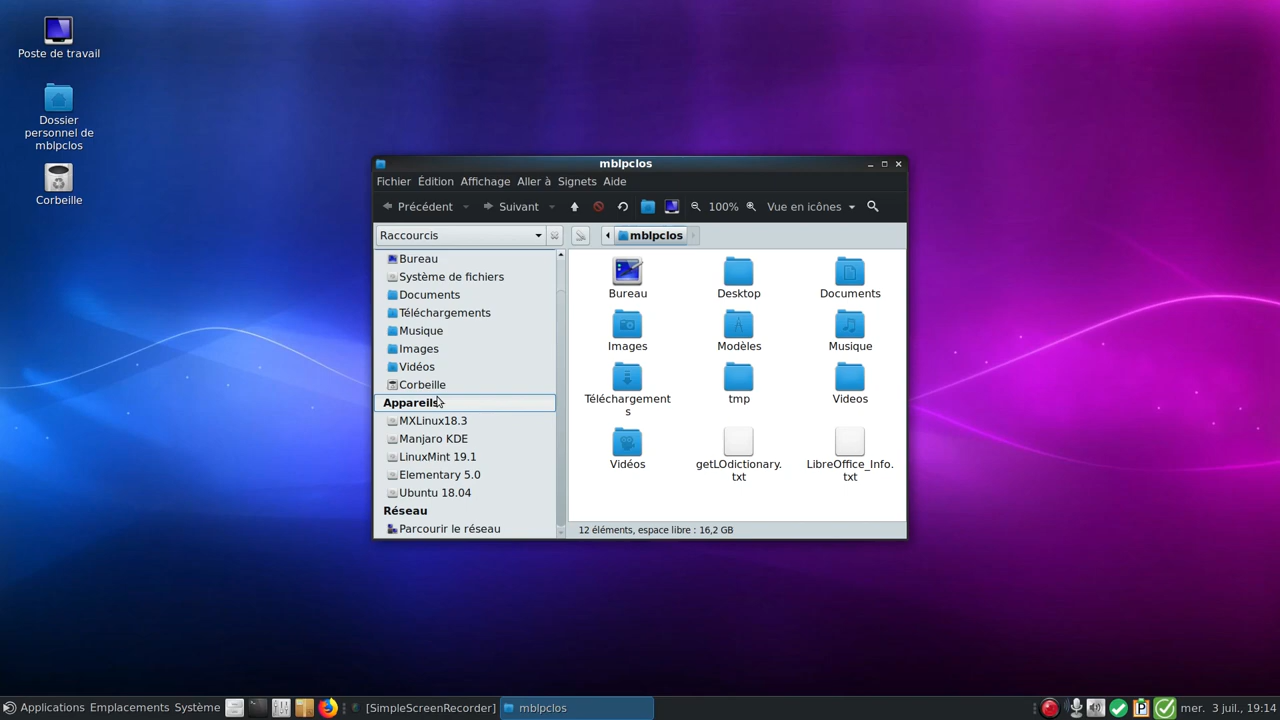 Poste de travail
Dossier
personnel de
mblpclos
Corbeille
mblpclos
Fichier Édition Affichage Aller à Signets Aide
Précédent Suivant 100% Vue en icônes
Raccourcis mblpclos
Bureau
Système de fichiers
Documents
Téléchargements
Musique
Images
Vidéos
Corbeille
Appareils
MXLinux18.3
Manjaro KDE
LinuxMint 19.1
Elementary 5.0
Ubuntu 18.04
Réseau
Parcourir le réseau
Bureau Desktop Documents
Images Modèles Musique
Téléchargement
s
tmp Videos
Vidéos
getLOdictionary.
txt
LibreOffice_Info.
txt
12 éléments, espace libre : 16,2 GB
Applications Emplacements Système [SimpleScreenRecorder] mblpclos mer. 3 juil., 19:14